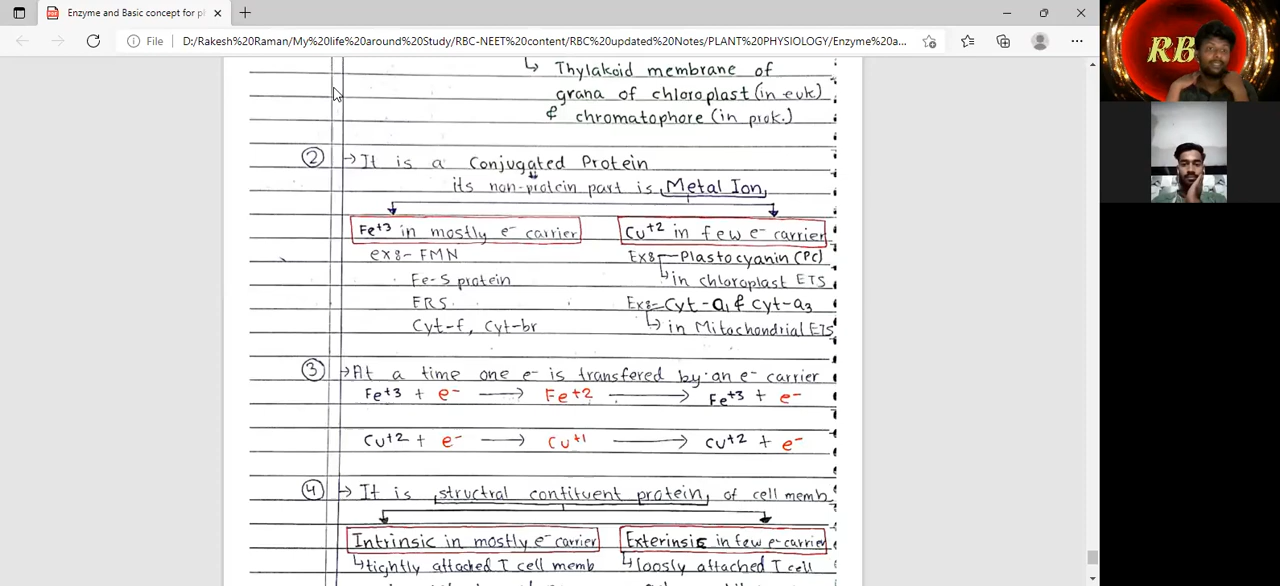 Enzyme and Basic concept for pl
File D:/Rakesh%20Raman/My%20life%20around%20Study/RBC-NEET%20content/RBC%20updated%20Notes/PLANT%20PHYSIOLOGY/Enzyme%20a...
RB
↳ Thylakoid membrane of
grana of chloroplast (in euk)
& chromatophore (in prok.)
② → It is a Conjugated Protein
its non-protein part is Metal Ion
Fe+3 in mostly e- carrier Cu+2 in few e- carrier
ex:- FMN Ex:- Plastocyanin (PC)
Fe-S protein ↳ in chloroplast ETS
FRS Ex:- Cyt-a1 & Cyt-a3
Cyt-f, Cyt-br ↳ in Mitochondrial ETS
③ → At a time one e- is transfered by an e- carrier
Fe+3 + e- → Fe+2 → Fe+3 + e-
Cu+2 + e- → Cu+1 → Cu+2 + e-
④ → It is structral contituent protein of cell memb
Intrinsic in mostly e- carrier Exterinsic in few e- carrier
↳ tightly attached T cell memb ↳ loosly attached T cell